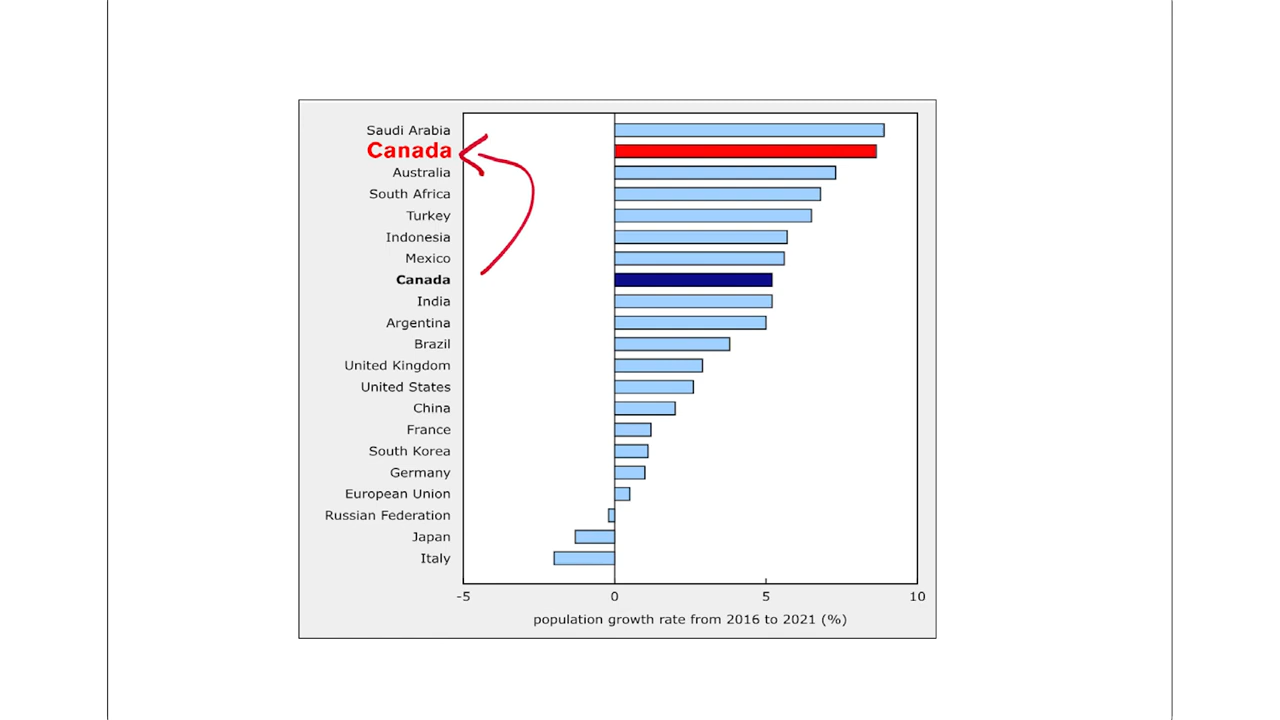 Saudi Arabia
Canada
Australia
South Africa
Turkey
Indonesia
Mexico
Canada
India
Argentina
Brazil
United Kingdom
United States
China
France
South Korea
Germany
European Union
Russian Federation
Japan
Italy
-5 0 5 10
population growth rate from 2016 to 2021 (%)